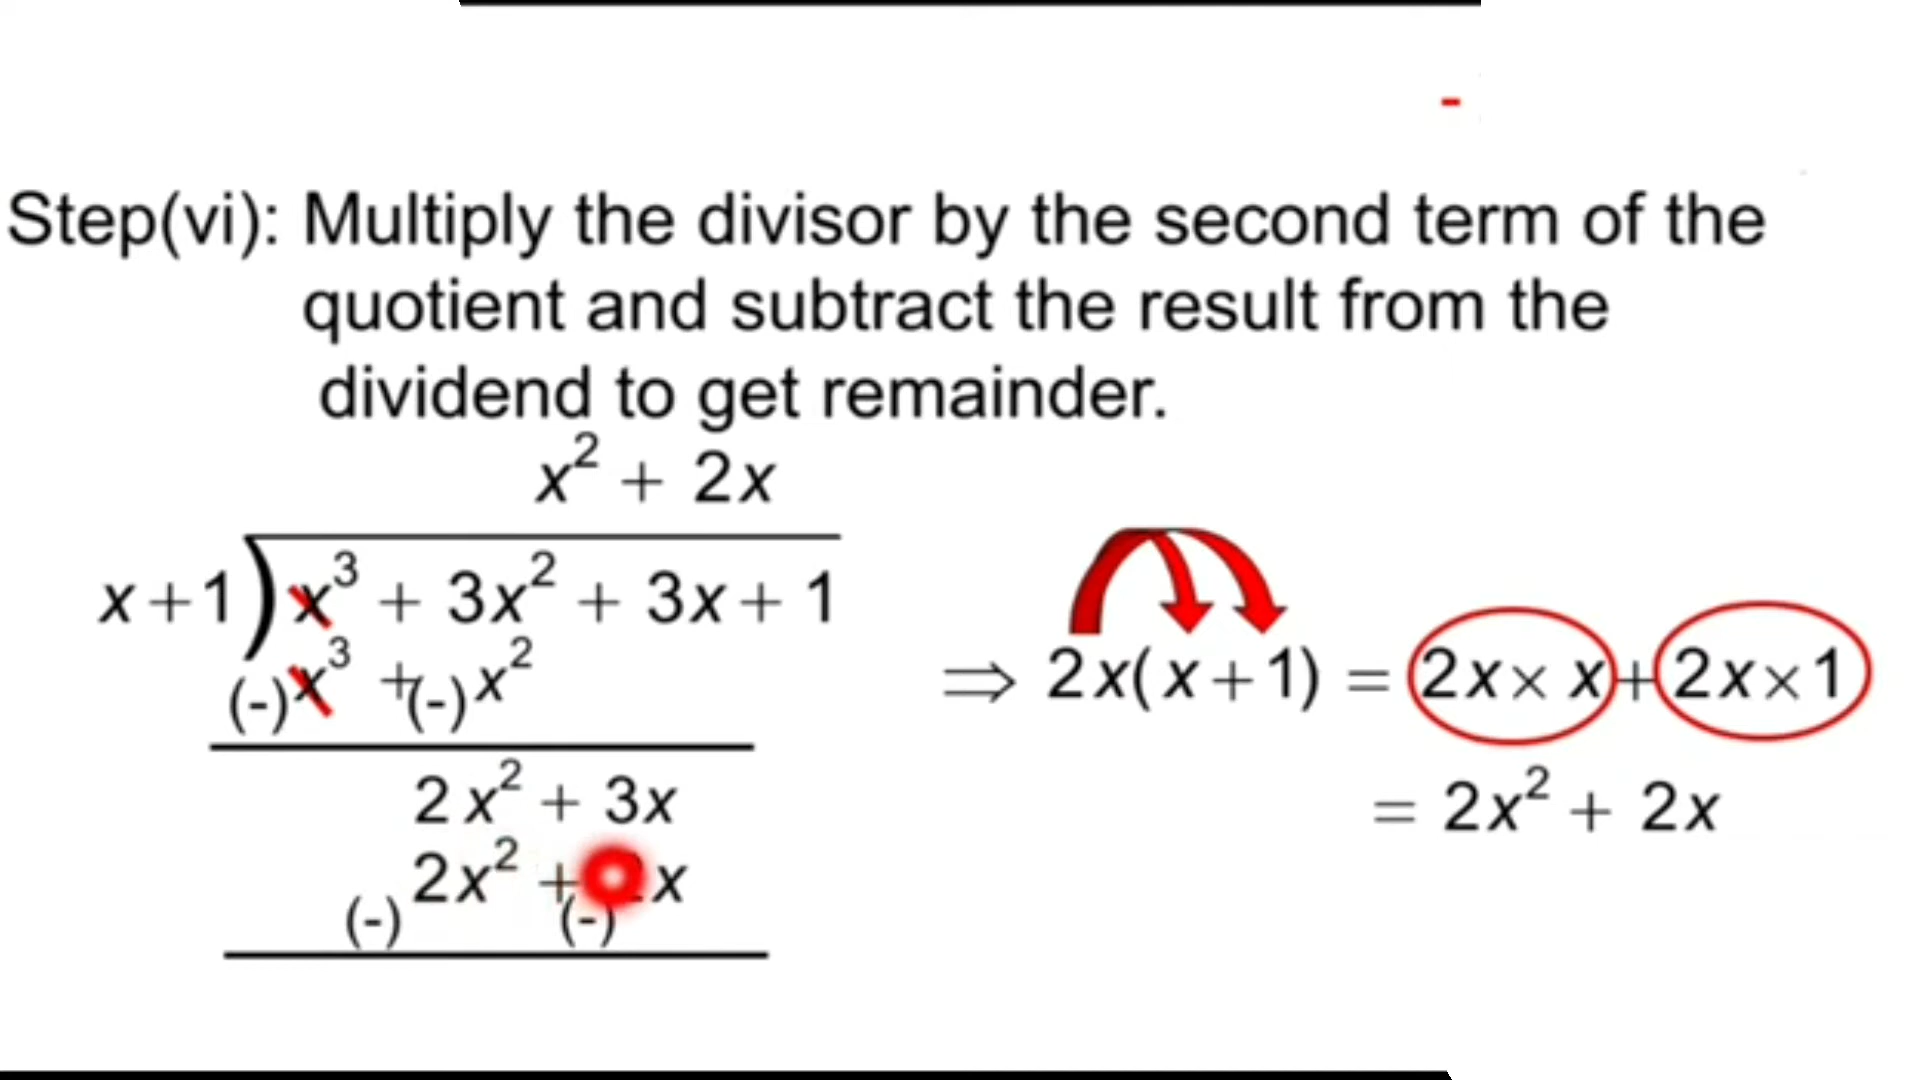 Step(vi): Multiply the divisor by the second term of the
quotient and subtract the result from the
dividend to get remainder.
x² + 2x
x+1)x³ + 3x² + 3x + 1
(-)x³ +(-)x²
⇒ 2x(x+1) = 2x× x+2x×1
2x² + 3x
= 2x² + 2x
2x² + x
(-) (-)